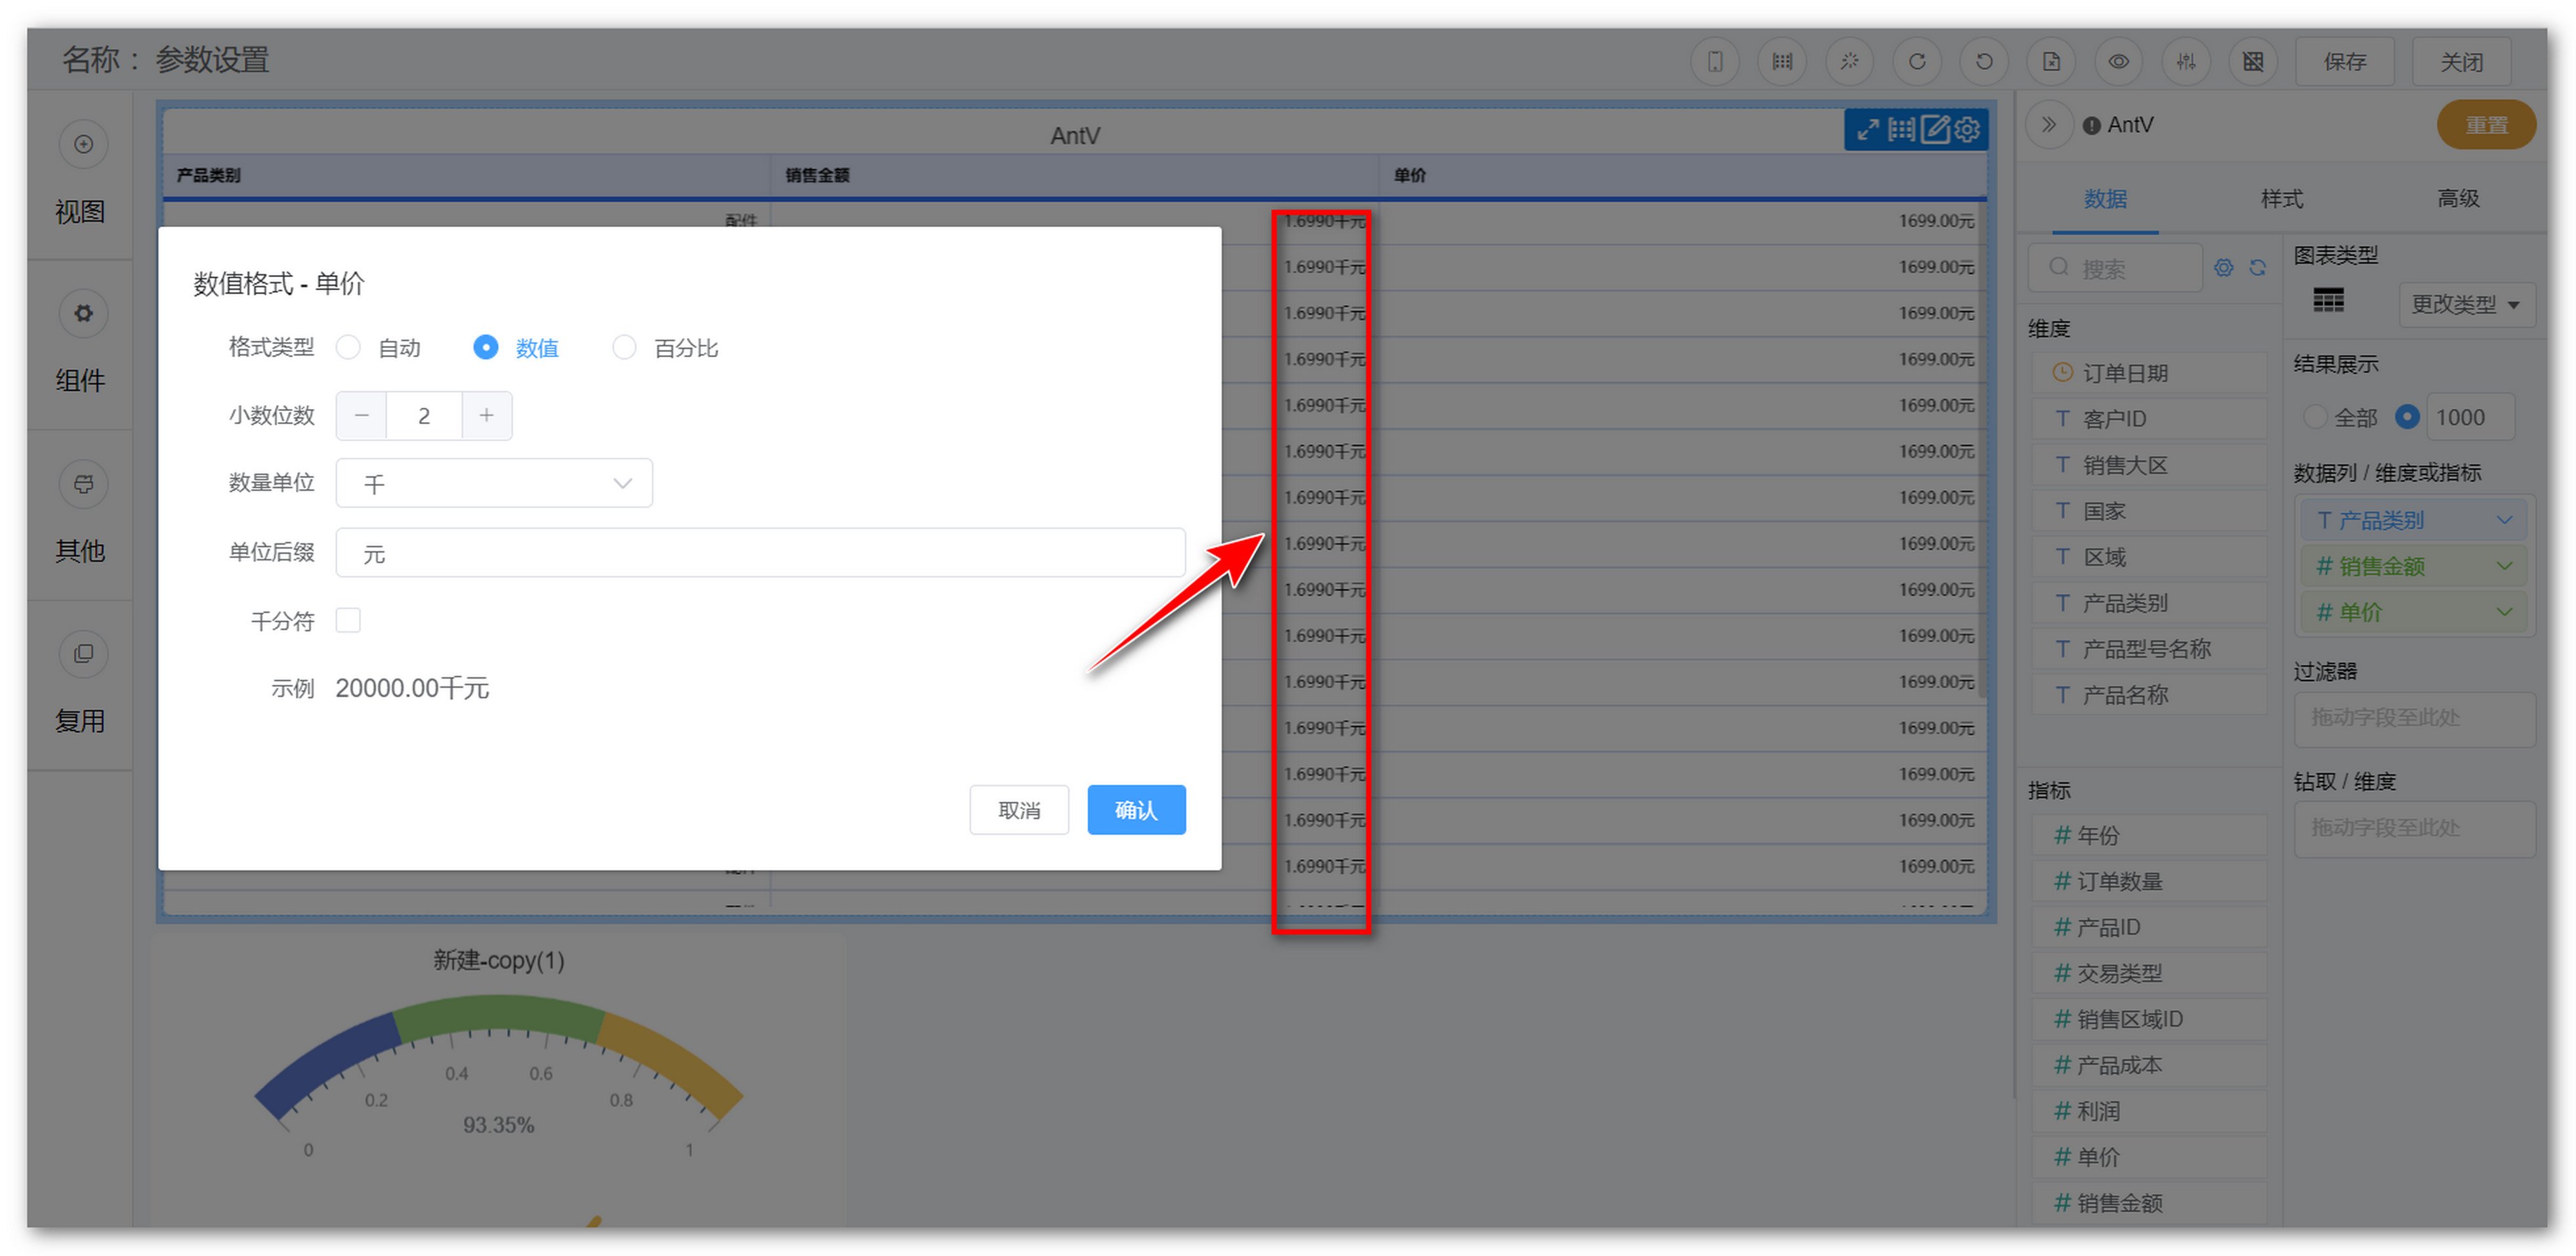 名称： 参数设置
保存
关闭
视图
组件
其他
复用
AntV
产品类别 销售金额 单价
配件 1.6990千元 1699.00元
1.6990千元 1699.00元
1.6990千元 1699.00元
1.6990千元 1699.00元
1.6990千元 1699.00元
1.6990千元 1699.00元
1.6990千元 1699.00元
1.6990千元 1699.00元
1.6990千元 1699.00元
1.6990千元 1699.00元
1.6990千元 1699.00元
1.6990千元 1699.00元
1.6990千元 1699.00元
1.6990千元 1699.00元
1.6990千元 1699.00元
数值格式 - 单价
格式类型 自动 数值 百分比
小数位数 − 2 +
数量单位 千
单位后缀 元
千分符
示例 20000.00千元
取消 确认
新建-copy(1)
0
0.2
0.4
0.6
0.8
1
93.35%
AntV
重置
数据 样式 高级
搜索
维度
订单日期
T 客户ID
T 销售大区
T 国家
T 区域
T 产品类别
T 产品型号名称
T 产品名称
指标
# 年份
# 订单数量
# 产品ID
# 交易类型
# 销售区域ID
# 产品成本
# 利润
# 单价
# 销售金额
图表类型
更改类型
结果展示
全部 1000
数据列 / 维度或指标
T 产品类别
# 销售金额
# 单价
过滤器
拖动字段至此处
钻取 / 维度
拖动字段至此处